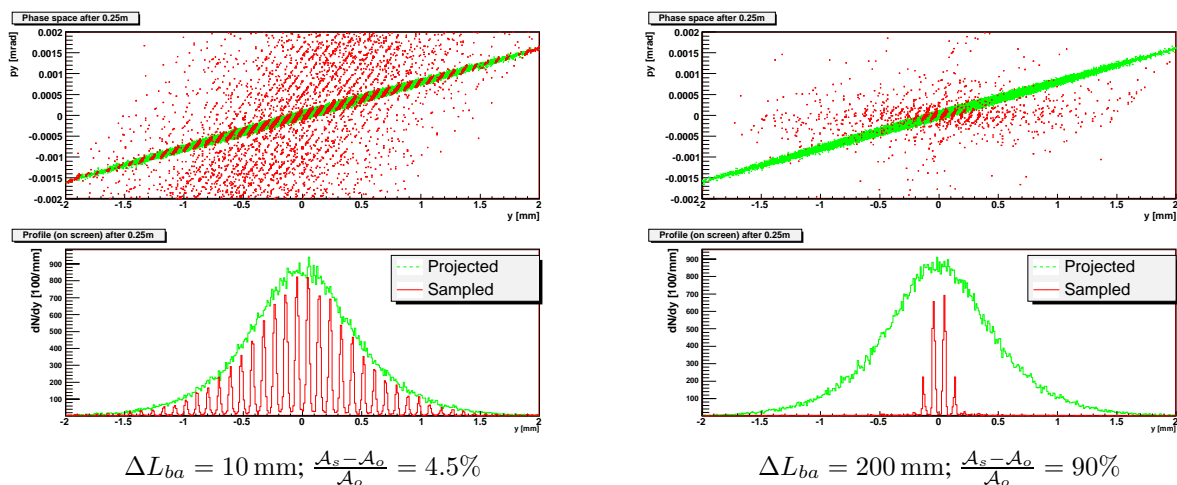 Phase space after 0.25m
py [mrad]
0.002
0.0015
0.001
0.0005
0
-0.0005
-0.001
-0.0015
-0.002
-2 -1.5 -1 -0.5 0 0.5 1 1.5 2
y [mm]
Profile (on screen) after 0.25m
dN/dy [100/mm]
900
800
700
600
500
400
300
200
100
0
Projected
Sampled
-2 -1.5 -1 -0.5 0 0.5 1 1.5 2
y [mm]
ΔL_{ba} = 10 mm; \frac{𝒜_s−𝒜_o}{𝒜_o} = 4.5%
Phase space after 0.25m
py [mrad]
0.002
0.0015
0.001
0.0005
0
-0.0005
-0.001
-0.0015
-0.002
-2 -1.5 -1 -0.5 0 0.5 1 1.5 2
y [mm]
Profile (on screen) after 0.25m
dN/dy [100/mm]
900
800
700
600
500
400
300
200
100
0
Projected
Sampled
-2 -1.5 -1 -0.5 0 0.5 1 1.5 2
y [mm]
ΔL_{ba} = 200 mm; \frac{𝒜_s−𝒜_o}{𝒜_o} = 90%